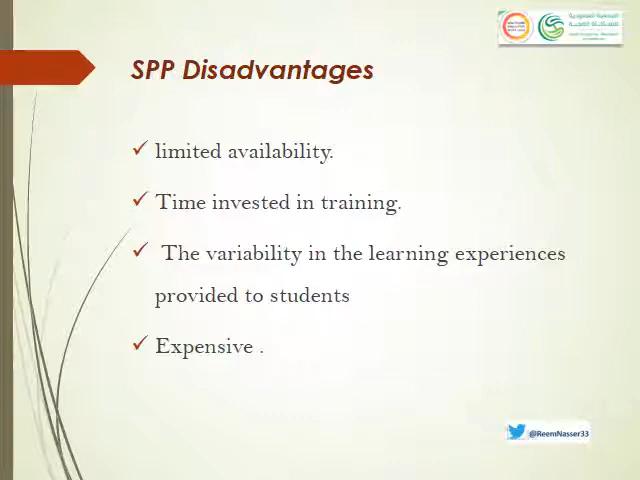 SPP Disadvantages
limited availability.
Time invested in training.
The variability in the learning experiences
provided to students
Expensive .
@ReemNasser33